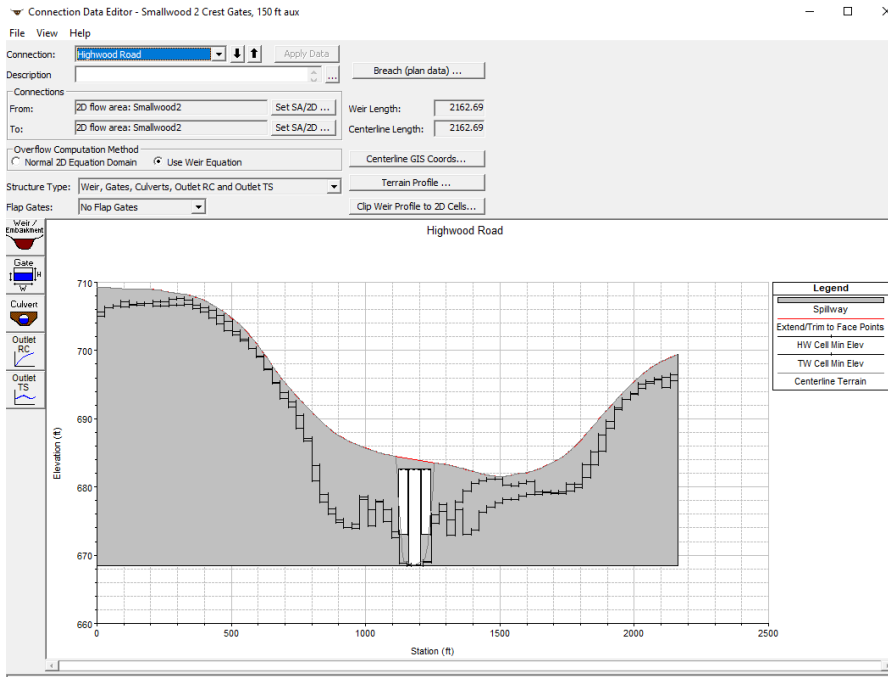 Connection Data Editor - Smallwood 2 Crest Gates, 150 ft aux
File View Help
Connection: Highwood Road Apply Data
Description ... Breach (plan data) ...
Connections
From: 2D flow area: Smallwood2 Set SA/2D ... Weir Length: 2162.69
To: 2D flow area: Smallwood2 Set SA/2D ... Centerline Length: 2162.69
Overflow Computation Method
Normal 2D Equation Domain Use Weir Equation Centerline GIS Coords...
Structure Type: Weir, Gates, Culverts, Outlet RC and Outlet TS Terrain Profile ...
Flap Gates: No Flap Gates Clip Weir Profile to 2D Cells...
Weir /
Embankment
Gate
H
W
Culvert
Outlet
RC
Outlet
TS
Highwood Road
710
700
690
680
670
660
Elevation (ft)
0 500 1000 1500 2000 2500
Station (ft)
Legend
Spillway
Extend/Trim to Face Points
HW Cell Min Elev
TW Cell Min Elev
Centerline Terrain